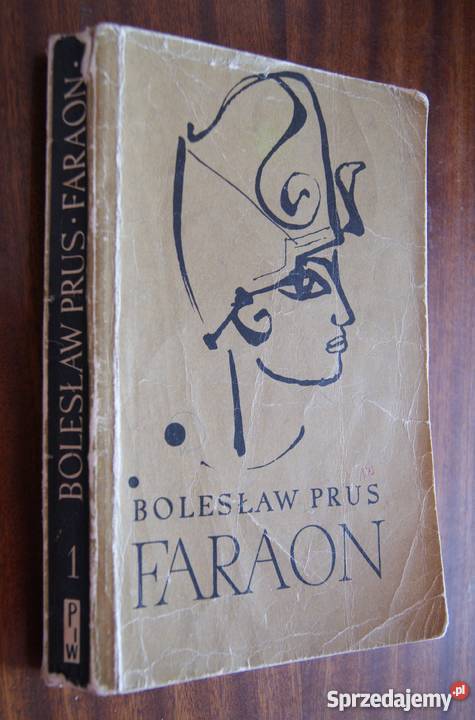 BOLESŁAW PRUS · FARAON ·
1
PIW
BOLESŁAW PRUS
FARAON
Sprzedajemy.pl